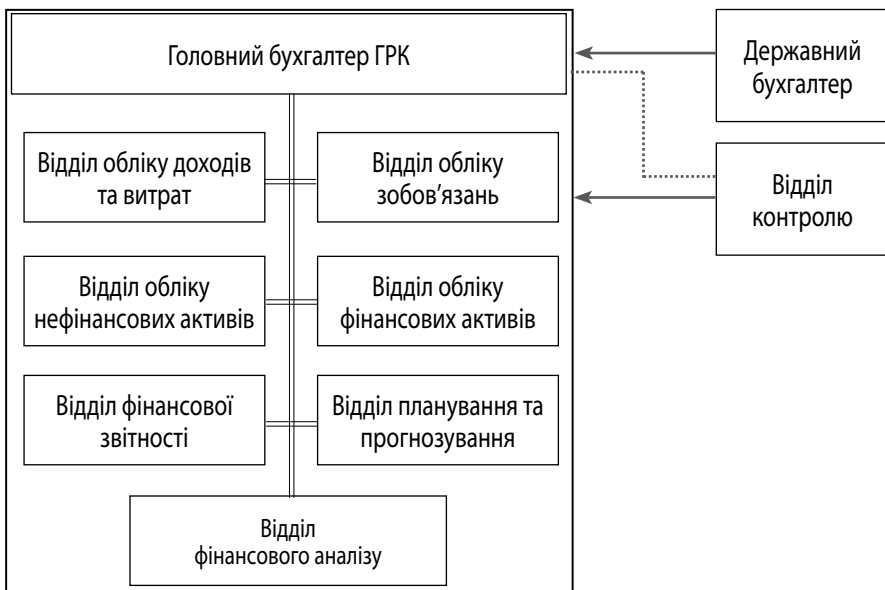 Головний бухгалтер ГРК
Державний
бухгалтер
Відділ обліку доходів
та витрат
Відділ обліку
зобов’язань
Відділ
контролю
Відділ обліку
нефінансових активів
Відділ обліку
фінансових активів
Відділ фінансової
звітності
Відділ планування та
прогнозування
Відділ
фінансового аналізу